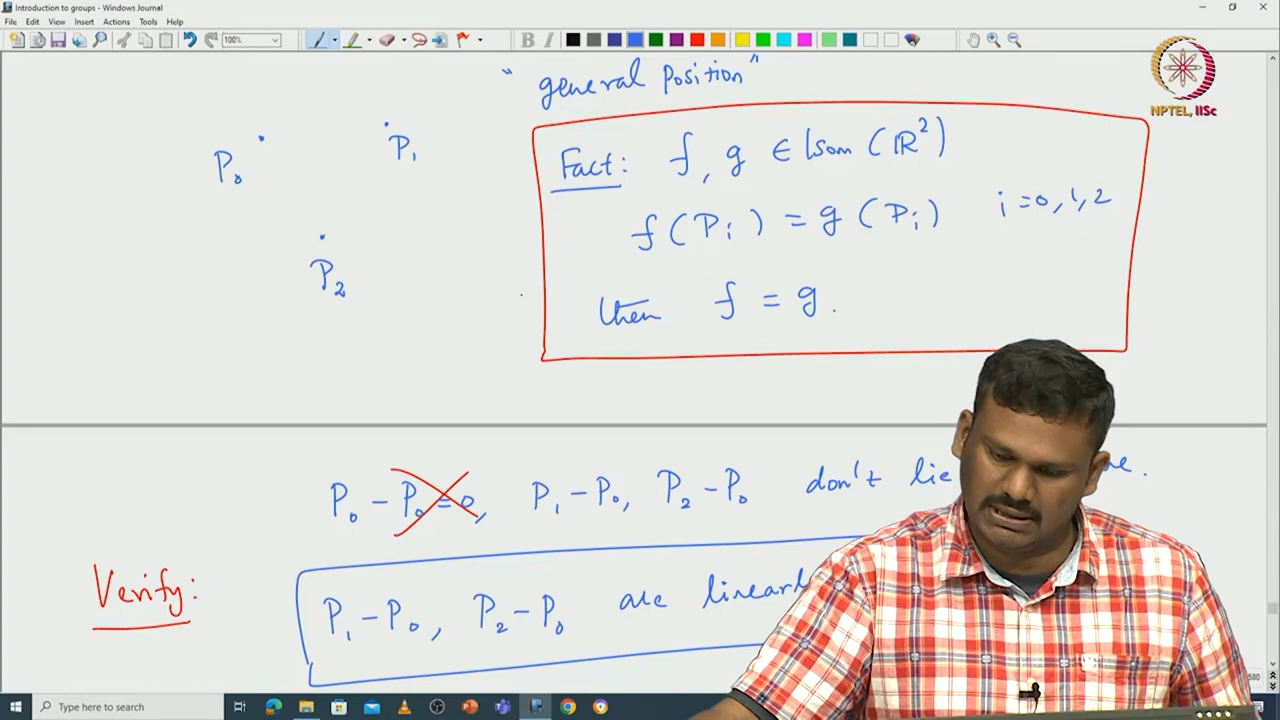 Introduction to groups - Windows Journal
File Edit View Insert Actions Tools Help
100%
B I
NPTEL, IISc
"general position"
P₀
P₁
P₂
Fact: f, g ∈ Isom (ℝ²)
f(Pᵢ) = g(Pᵢ) i=0,1,2
then f = g.
P₀ - P₀ = 0, P₁ - P₀, P₂ - P₀ don't lie
Verify:
P₁ - P₀, P₂ - P₀ are
Type here to search